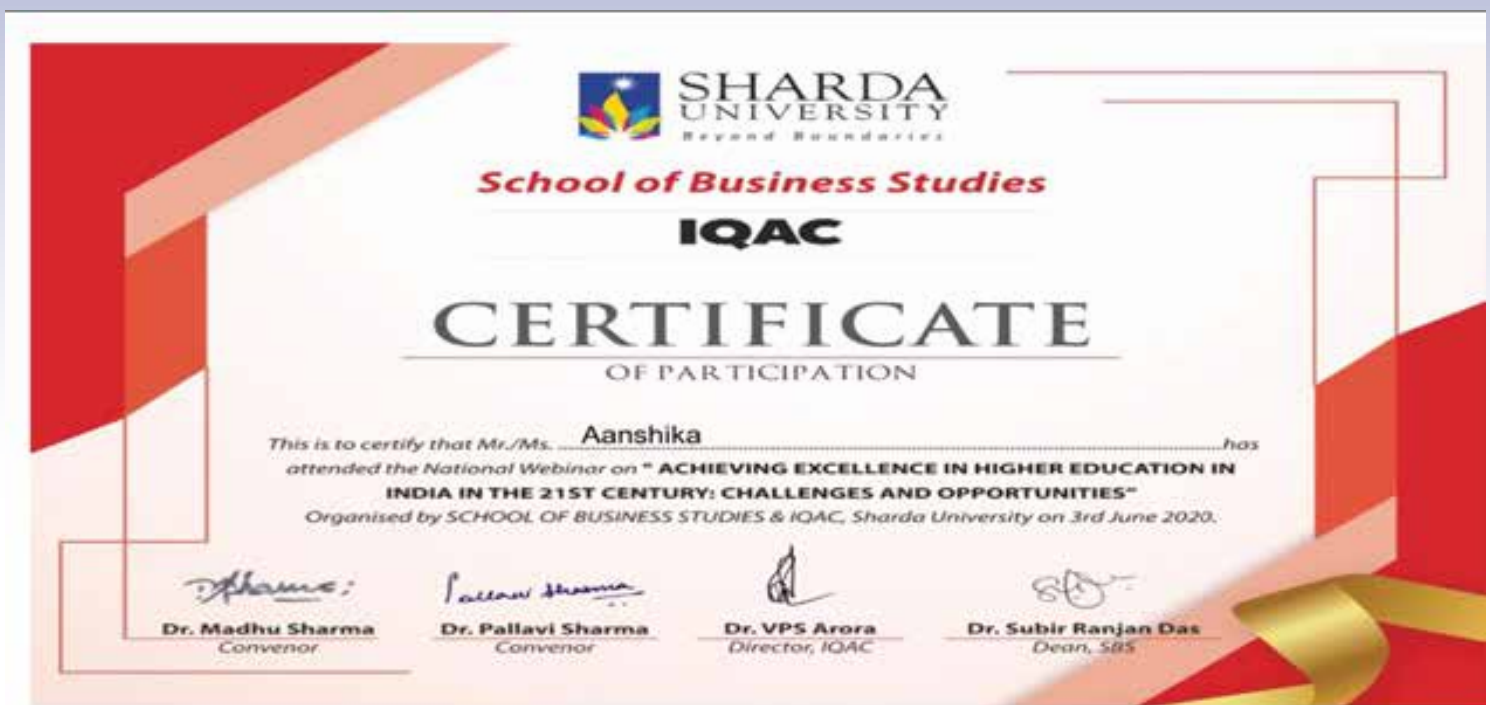 SHARDA
UNIVERSITY
Beyond Boundaries
School of Business Studies
IQAC
CERTIFICATE
OF PARTICIPATION
This is to certify that Mr./Ms. Aanshika has
attended the National Webinar on " ACHIEVING EXCELLENCE IN HIGHER EDUCATION IN
INDIA IN THE 21ST CENTURY: CHALLENGES AND OPPORTUNITIES"
Organised by SCHOOL OF BUSINESS STUDIES & IQAC, Sharda University on 3rd June 2020.
Pallavi Sharma
Dr. Madhu Sharma Dr. Pallavi Sharma Dr. VPS Arora Dr. Subir Ranjan Das
Convenor Convenor Director, IQAC Dean, SBS